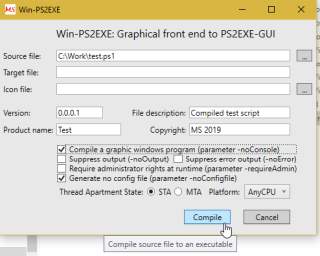 MS Win-PS2EXE
Win-PS2EXE: Graphical front end to PS2EXE-GUI
Source file: C:\Work\test.ps1 ...
Target file:
Icon file: ...
Version: 0.0.0.1 File description: Compiled test script
Product name: Test Copyright: MS 2019
Compile a graphic windows program (parameter -noConsole)
Suppress output (-noOutput) Suppress error output (-noError)
Require administrator rights at runtime (parameter -requireAdmin)
Generate no config file (parameter -noConfigfile)
Thread Apartment State: STA MTA Platform: AnyCPU
Compile Cancel
Compile source file to an executable